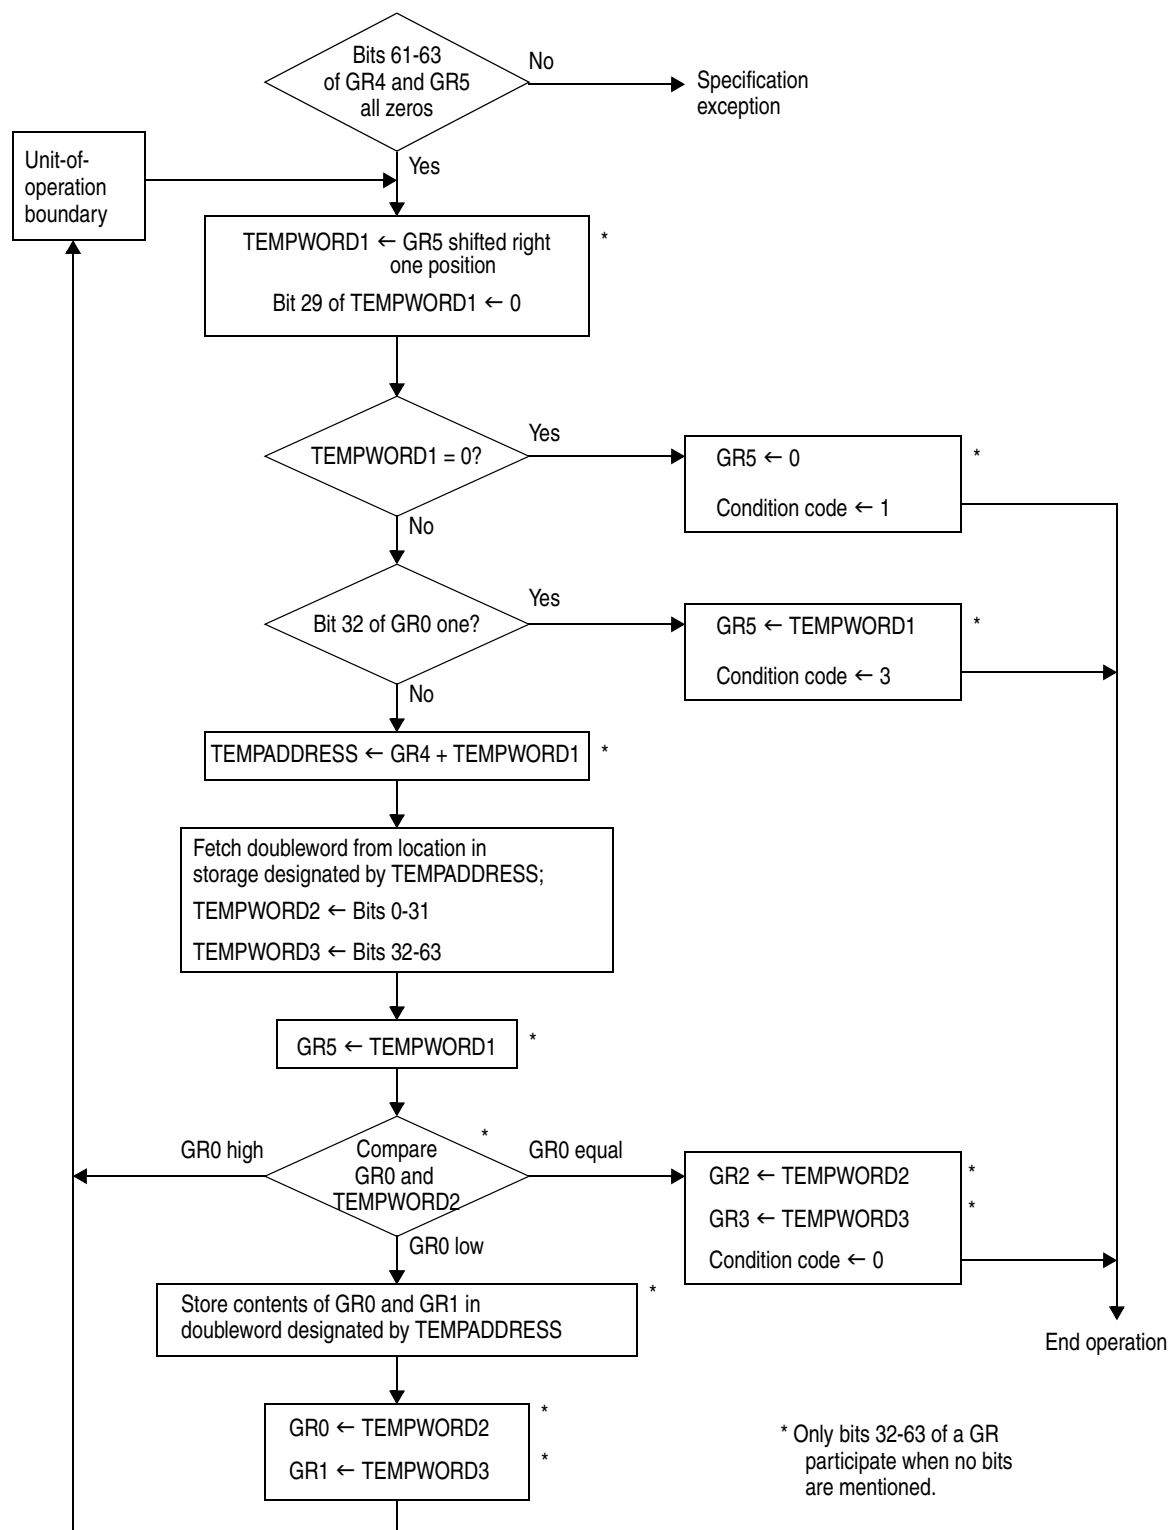 Bits 61-63
of GR4 and GR5
all zeros
No
Specification
exception
Yes
Unit-of-
operation
boundary
TEMPWORD1 ← GR5 shifted right
one position
Bit 29 of TEMPWORD1 ← 0
*
TEMPWORD1 = 0?
Yes
GR5 ← 0
*
Condition code ← 1
No
Bit 32 of GR0 one?
Yes
GR5 ← TEMPWORD1
*
Condition code ← 3
No
TEMPADDRESS ← GR4 + TEMPWORD1
*
Fetch doubleword from location in
storage designated by TEMPADDRESS;
TEMPWORD2 ← Bits 0-31
TEMPWORD3 ← Bits 32-63
GR5 ← TEMPWORD1
*
GR0 high
Compare
GR0 and
TEMPWORD2
*
GR0 equal
GR2 ← TEMPWORD2
*
GR3 ← TEMPWORD3
*
Condition code ← 0
GR0 low
Store contents of GR0 and GR1 in
doubleword designated by TEMPADDRESS
*
End operation
GR0 ← TEMPWORD2
*
GR1 ← TEMPWORD3
*
* Only bits 32-63 of a GR
participate when no bits
are mentioned.